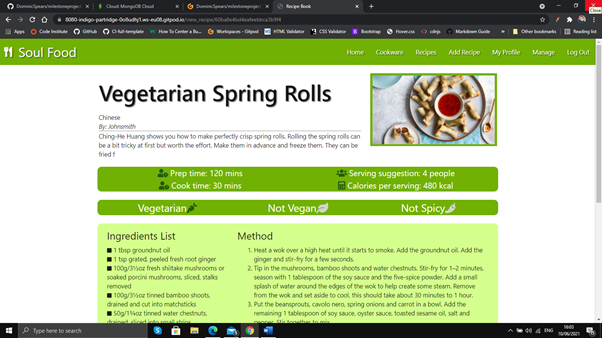 DominicSpears/milestoneproject
Cloud: MongoDB Cloud
DominicSpears/milestoneproject
Recipe Book
Close
8080-indigo-partridge-0o8udhj1.ws-eu08.gitpod.io/view_recipe/
Apps
Code Institute
GitHub
CI-full-template
How To Center a Bu
Workspaces - Gitpod
HTML Validator
CSS Validator
Bootstrap
Hover.css
cdnjs
Markdown Guide
Other bookmarks
Reading list
Soul Food
Home
Cookware
Recipes
Add Recipe
My Profile
Manage
Log Out
Vegetarian Spring Rolls
Chinese
By: Johnsmith
Ching-He Huang shows you how to make perfectly crisp spring rolls. Rolling the spring rolls can
be a bit tricky at first but worth the effort. Make them in advance and freeze them. They can be
fried f
Prep time: 120 mins
Serving suggestion: 4 people
Cook time: 30 mins
Calories per serving: 480 kcal
Vegetarian
Not Vegan
Not Spicy
Ingredients List
1 tbsp groundnut oil
1 tsp grated, peeled fresh root ginger
100g/3½oz fresh shiitake mushrooms or
soaked porcini mushrooms, sliced, stalks
removed
100g/3½oz tinned bamboo shoots,
drained and cut into matchsticks
50g/1¾oz tinned water chestnuts,
drained, sliced into small strips
Method
1. Heat a wok over a high heat until it starts to smoke. Add the groundnut oil. Add the
ginger and stir-fry for a few seconds.
2. Tip in the mushrooms, bamboo shoots and water chestnuts. Stir-fry for 1–2 minutes,
season with 1 tablespoon of the soy sauce and the five-spice powder. Add a small
splash of water around the edges of the wok to help create some steam. Remove
from the wok and set aside to cool, this should take about 30 minutes to 1 hour.
3. Put the beansprouts, cavolo nero, spring onions and carrot in a bowl. Add the
remaining 1 tablespoon of the soy sauce, oyster sauce, toasted sesame oil, salt and
pepper. Stir together to mix.
Type here to search
ENG
16:03
10/06/2021